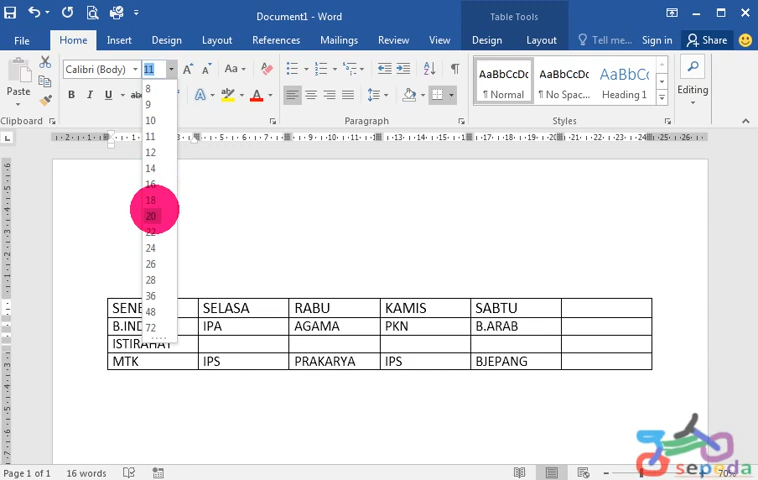 Document1 - Word
Table Tools
File Home Insert Design Layout References Mailings Review View Design Layout Tell me... Sign in Share
Paste
Clipboard
Calibri (Body) 11 Aa
B I U abc
Paragraph
AaBbCcDc AaBbCcDc AaBbCc
¶ Normal ¶ No Spac... Heading 1
Styles
Editing
8
9
10
11
12
14
16
18
20
22
24
26
28
36
48
72
SELASA RABU KAMIS SABTU
IPA AGAMA PKN B.ARAB
ISTIRAHAT
MTK IPS PRAKARYA IPS BJEPANG
sepeda
Page 1 of 1 16 words 70%